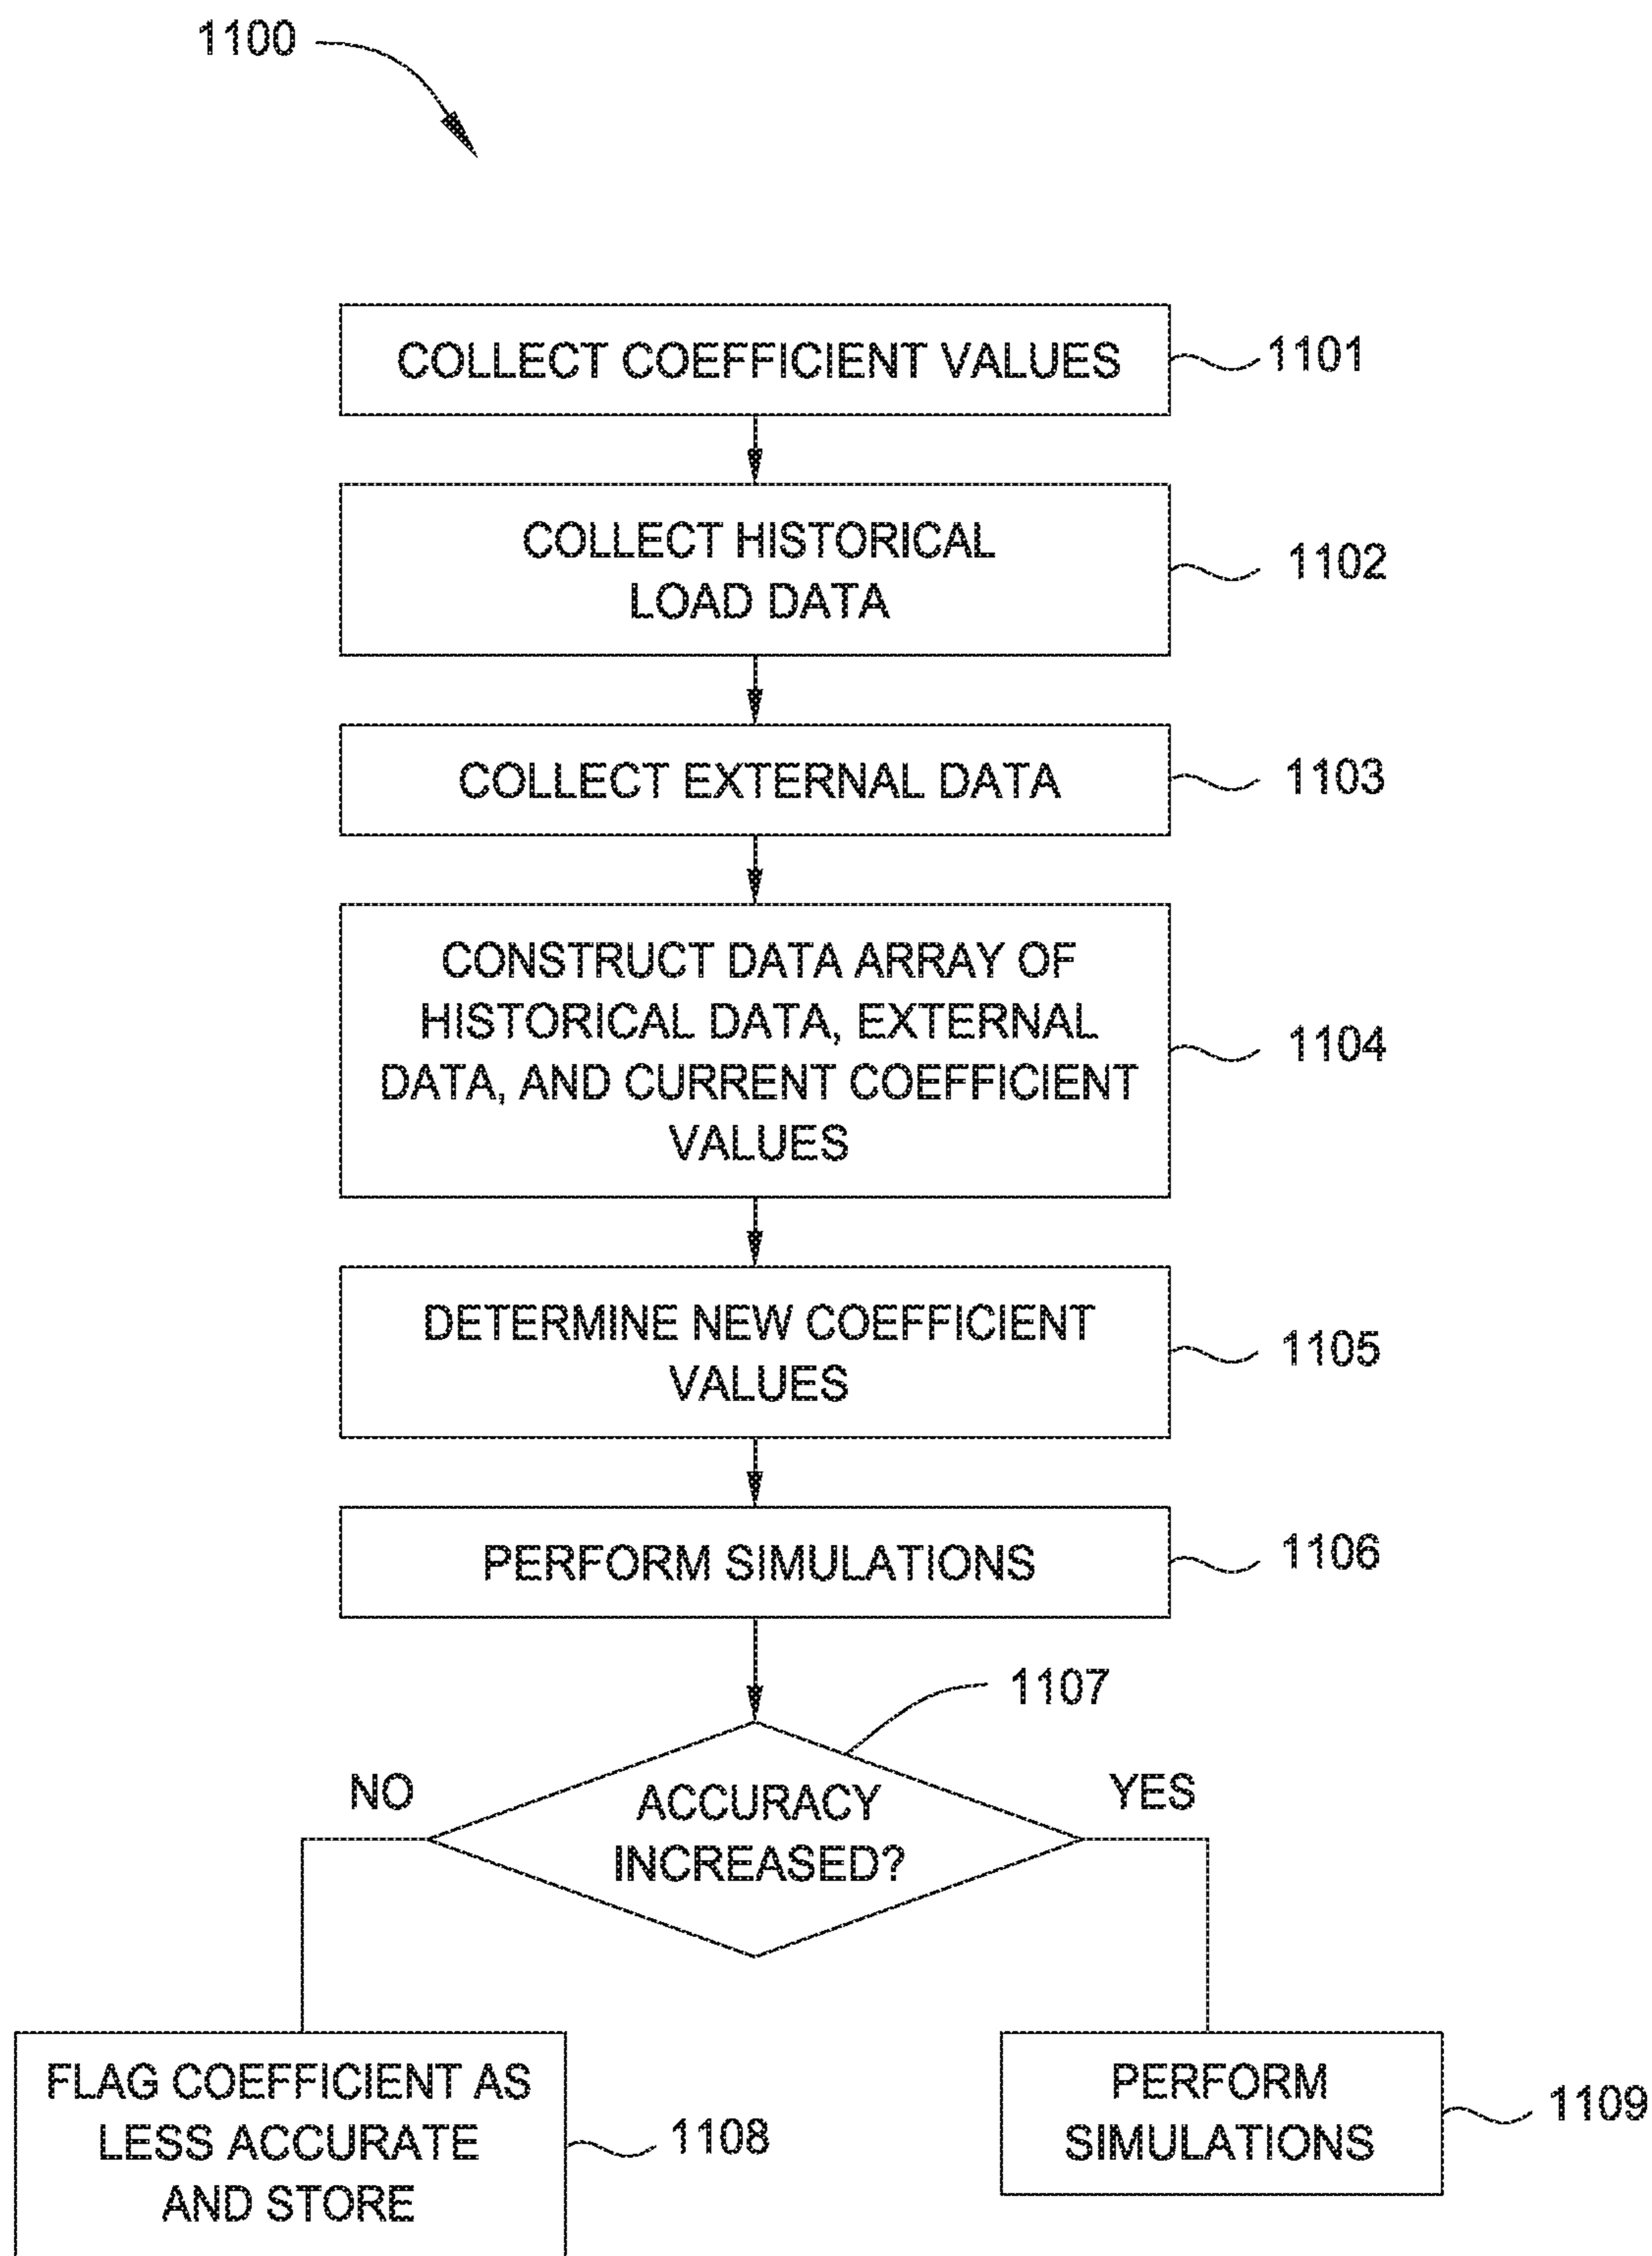 1100
COLLECT COEFFICIENT VALUES
1101
COLLECT HISTORICAL
LOAD DATA
1102
COLLECT EXTERNAL DATA
1103
CONSTRUCT DATA ARRAY OF
HISTORICAL DATA, EXTERNAL
DATA, AND CURRENT COEFFICIENT
VALUES
1104
DETERMINE NEW COEFFICIENT
VALUES
1105
PERFORM SIMULATIONS
1106
1107
NO
ACCURACY
INCREASED?
YES
FLAG COEFFICIENT AS
LESS ACCURATE
AND STORE
1108
PERFORM
SIMULATIONS
1109